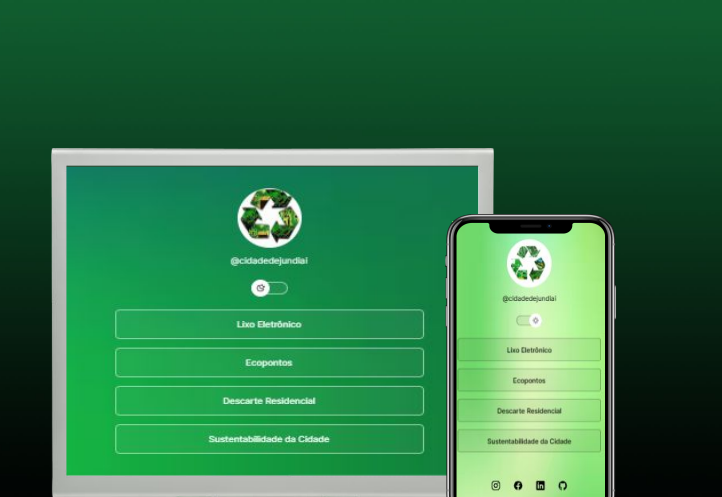 @cidadedejundiai
Lixo Eletrônico
Ecopontos
Descarte Residencial
Sustentabilidade da Cidade
@cidadedejundiai
Lixo Eletrônico
Ecopontos
Descarte Residencial
Sustentabilidade da Cidade